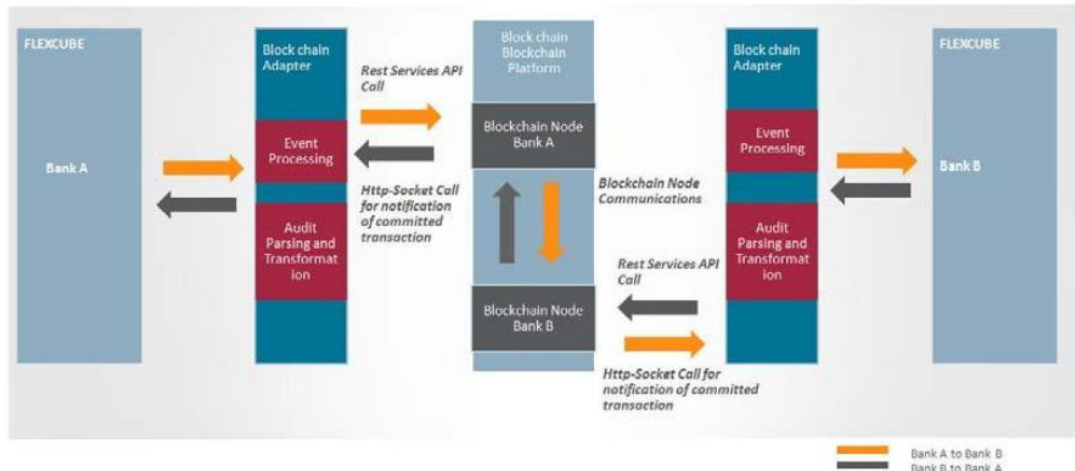 FLEXCUBE
Bank A
Block chain
Adapter
Event
Processing
Audit
Parsing and
Transformat
ion
Rest Services API
Call
Http-Socket Call
for notification
of committed
transaction
Block chain
Blockchain
Platform
Blockchain Node
Bank A
Blockchain Node
Bank B
Blockchain Node
Communications
Rest Services API
Call
Http-Socket Call for
notification of committed
transaction
Block chain
Adapter
Event
Processing
Audit
Parsing and
Transformat
ion
FLEXCUBE
Bank B
Bank A to Bank B
Bank B to Bank A